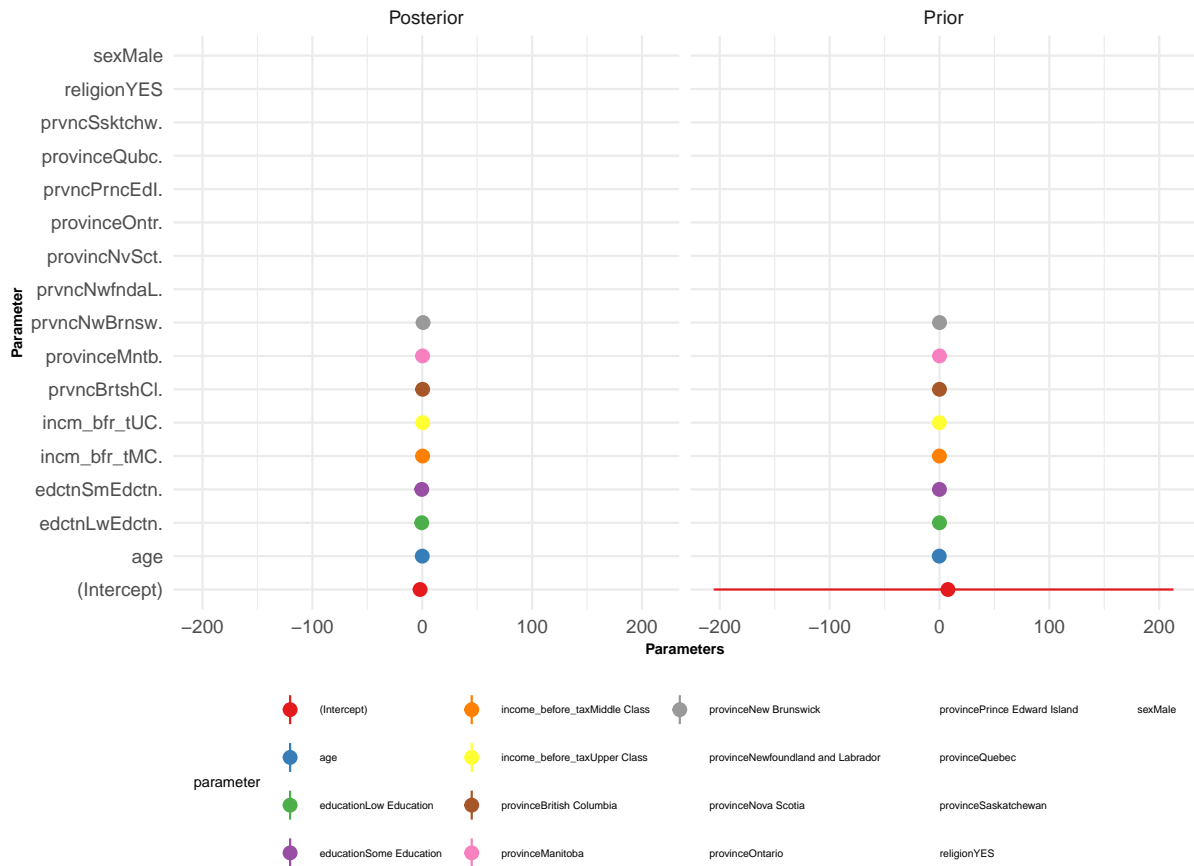 Posterior Prior
sexMale
religionYES
prvncSsktchw.
provinceQubc.
prvncPrncEdI.
provinceOntr.
provincNvSct.
prvncNwfndaL.
prvncNwBrnsw.
provinceMntb.
prvncBrtshCl.
incm_bfr_tUC.
incm_bfr_tMC.
edctnSmEdctn.
edctnLwEdctn.
age
(Intercept)
Parameter
−200 −100 0 100 200 −200 −100 0 100 200
Parameters
parameter
(Intercept) income_before_taxMiddle Class provinceNew Brunswick provincePrince Edward Island sexMale
age income_before_taxUpper Class provinceNewfoundland and Labrador provinceQuebec
educationLow Education provinceBritish Columbia provinceNova Scotia provinceSaskatchewan
educationSome Education provinceManitoba provinceOntario religionYES